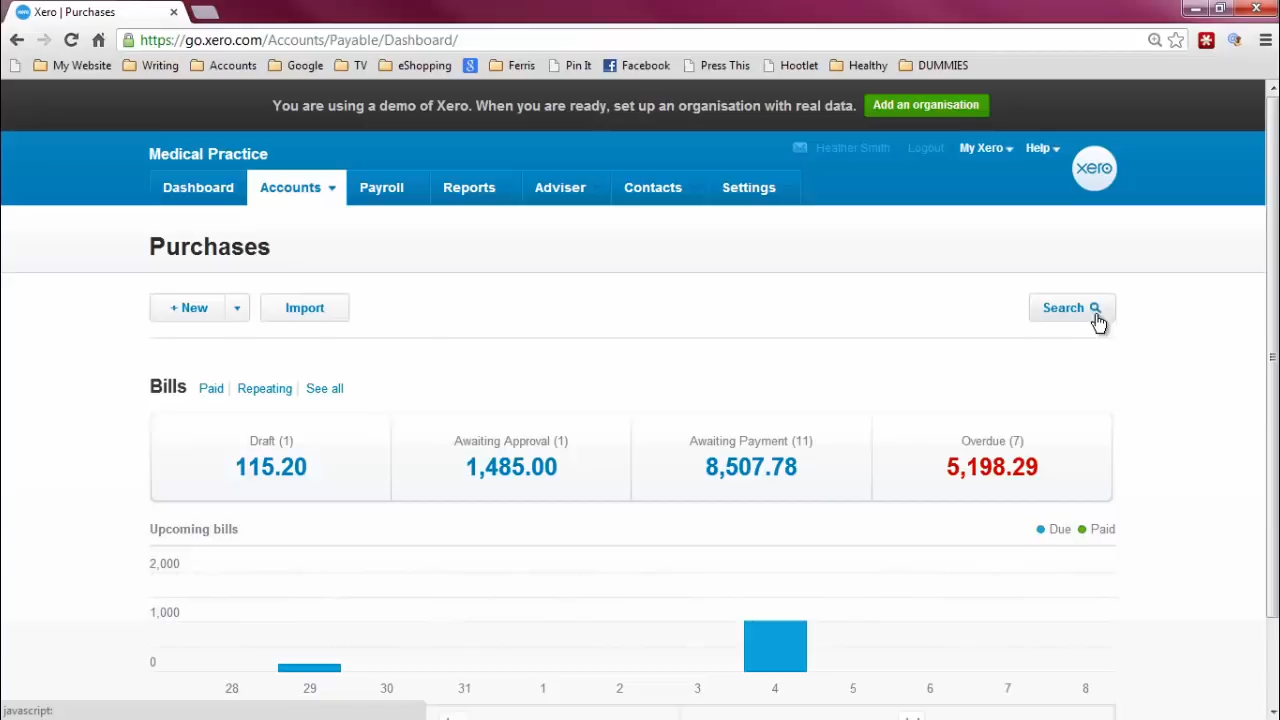 Xero | Purchases
https://go.xero.com/Accounts/Payable/Dashboard/
My Website Writing Accounts Google TV eShopping Ferris Pin It Facebook Press This Hootlet Healthy DUMMIES
You are using a demo of Xero. When you are ready, set up an organisation with real data. Add an organisation
Medical Practice Heather Smith Logout My Xero Help
xero
Dashboard Accounts Payroll Reports Adviser Contacts Settings
Purchases
+ New Import Search
Bills Paid Repeating See all
Draft (1) Awaiting Approval (1) Awaiting Payment (11) Overdue (7)
115.20 1,485.00 8,507.78 5,198.29
Upcoming bills Due Paid
2,000
1,000
0
28 29 30 31 1 2 3 4 5 6 7 8
javascript: